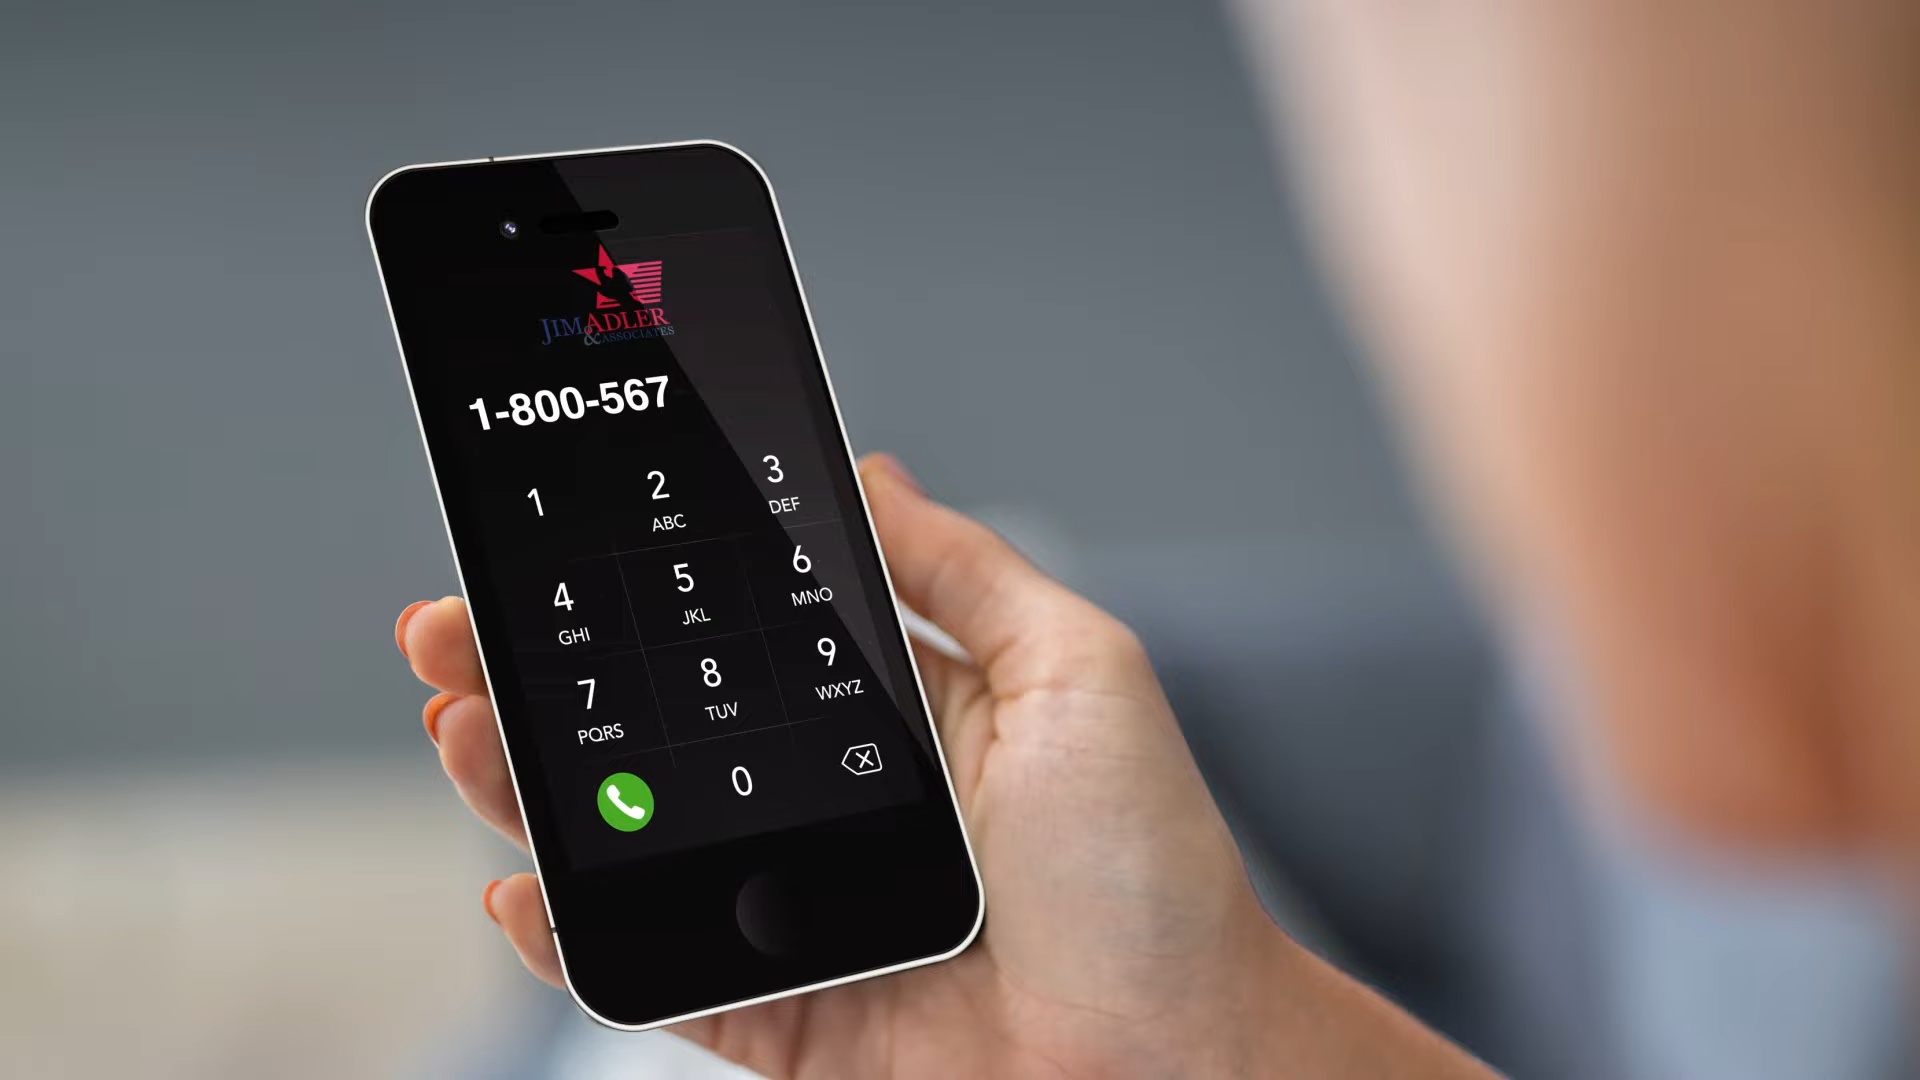 JIM ADLER
& ASSOCIATES
1-800-567
1
2
ABC
3
DEF
4
GHI
5
JKL
6
MNO
7
PQRS
8
TUV
9
WXYZ
0